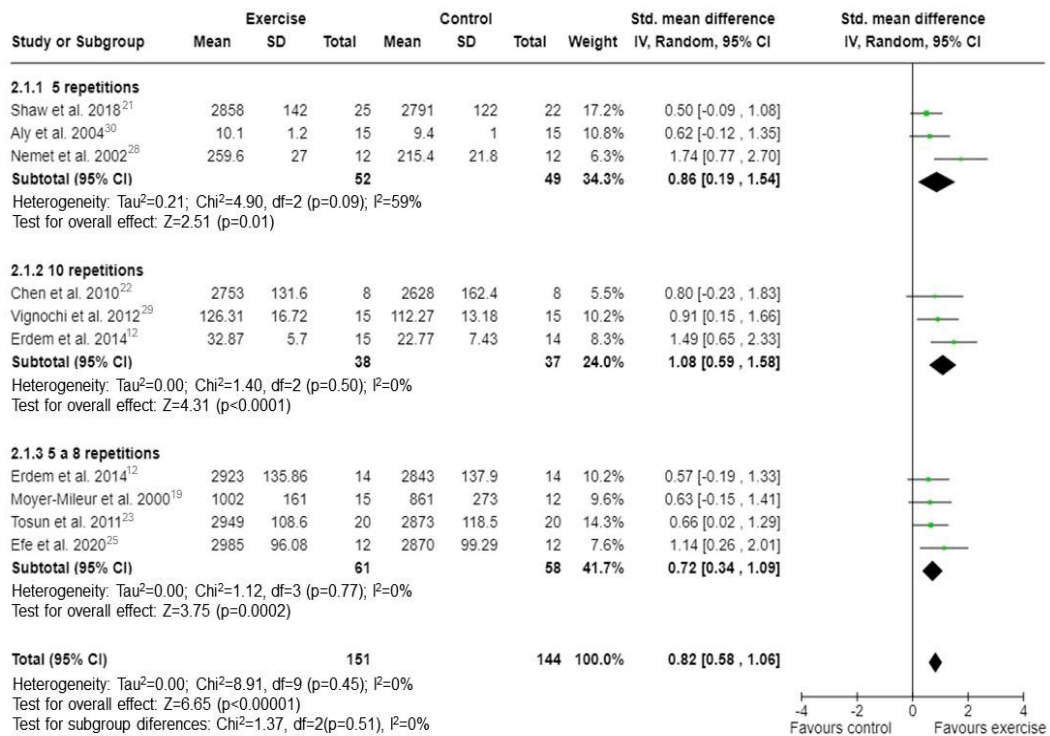 Exercise Control Std. mean difference Std. mean difference
Study or Subgroup Mean SD Total Mean SD Total Weight IV, Random, 95% CI IV, Random, 95% CI
2.1.1 5 repetitions
Shaw et al. 2018²¹ 2858 142 25 2791 122 22 17.2% 0.50 [-0.09 , 1.08]
Aly et al. 2004³⁰ 10.1 1.2 15 9.4 1 15 10.8% 0.62 [-0.12 , 1.35]
Nemet et al. 2002²⁸ 259.6 27 12 215.4 21.8 12 6.3% 1.74 [0.77 , 2.70]
Subtotal (95% CI) 52 49 34.3% 0.86 [0.19 , 1.54]
Heterogeneity: Tau²=0.21; Chi²=4.90, df=2 (p=0.09); I²=59%
Test for overall effect: Z=2.51 (p=0.01)
2.1.2 10 repetitions
Chen et al. 2010²² 2753 131.6 8 2628 162.4 8 5.5% 0.80 [-0.23 , 1.83]
Vignochi et al. 2012²⁹ 126.31 16.72 15 112.27 13.18 15 10.2% 0.91 [0.15 , 1.66]
Erdem et al. 2014¹² 32.87 5.7 15 22.77 7.43 14 8.3% 1.49 [0.65 , 2.33]
Subtotal (95% CI) 38 37 24.0% 1.08 [0.59 , 1.58]
Heterogeneity: Tau²=0.00; Chi²=1.40, df=2 (p=0.50); I²=0%
Test for overall effect: Z=4.31 (p<0.0001)
2.1.3 5 a 8 repetitions
Erdem et al. 2014¹² 2923 135.86 14 2843 137.9 14 10.2% 0.57 [-0.19 , 1.33]
Moyer-Mileur et al. 2000¹⁹ 1002 161 15 861 273 12 9.6% 0.63 [-0.15 , 1.41]
Tosun et al. 2011²³ 2949 108.6 20 2873 118.5 20 14.3% 0.66 [0.02 , 1.29]
Efe et al. 2020²⁵ 2985 96.08 12 2870 99.29 12 7.6% 1.14 [0.26 , 2.01]
Subtotal (95% CI) 61 58 41.7% 0.72 [0.34 , 1.09]
Heterogeneity: Tau²=0.00; Chi²=1.12, df=3 (p=0.77); I²=0%
Test for overall effect: Z=3.75 (p=0.0002)
Total (95% CI) 151 144 100.0% 0.82 [0.58 , 1.06]
Heterogeneity: Tau²=0.00; Chi²=8.91, df=9 (p=0.45); I²=0%
Test for overall effect: Z=6.65 (p<0.00001)
Test for subgroup diferences: Chi²=1.37, df=2(p=0.51), I²=0%
-4 -2 0 2 4
Favours control Favours exercise